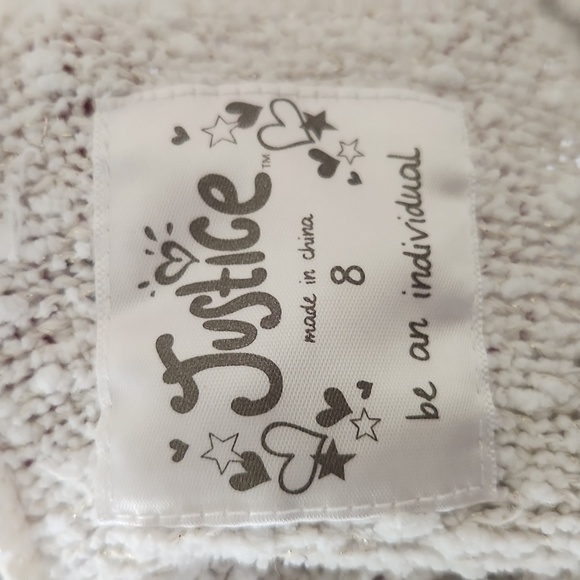 Justice™
made in china
8
be an individual